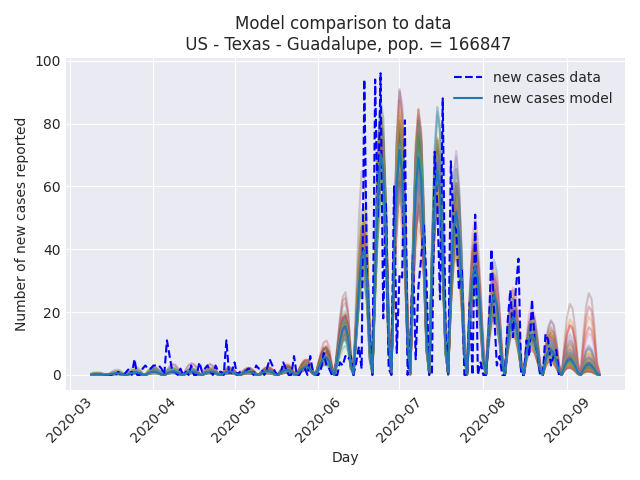 Model comparison to data
US - Texas - Guadalupe, pop. = 166847
Number of new cases reported
100
80
60
40
20
0
new cases data
new cases model
2020-03
2020-04
2020-05
2020-06
2020-07
2020-08
2020-09
Day